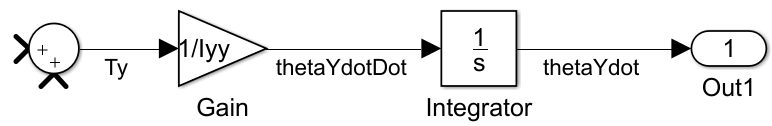 +
+
Ty
1/Iyy
Gain
thetaYdotDot
1
s
Integrator
thetaYdot
1
Out1